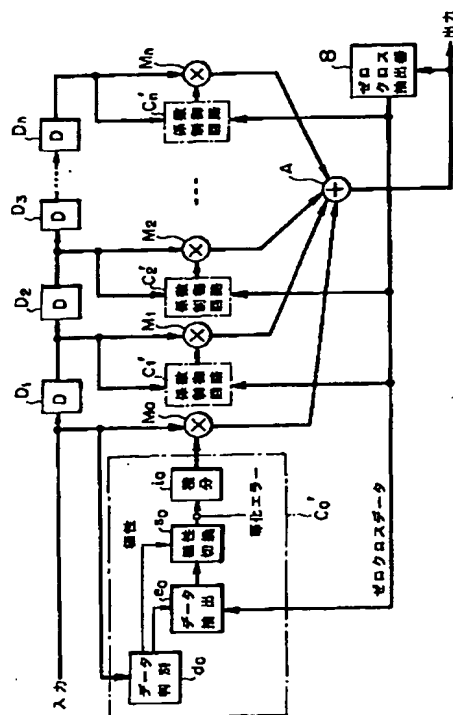 入力
D₁
D
D₂
D
D₃
D
Dn
D
M₀
×
C₁'
係数
制御
回路
M₁
×
C₂'
係数
制御
回路
M₂
×
Cn'
係数
制御
回路
Mn
×
A
+
8
ゼロ
クロス
抽出器
出力
極性
データ
判別
d₀
e₀
データ
抽出
s₀
極性
切換
i₀
積分
等化エラー
C₀'
ゼロクロスデータ